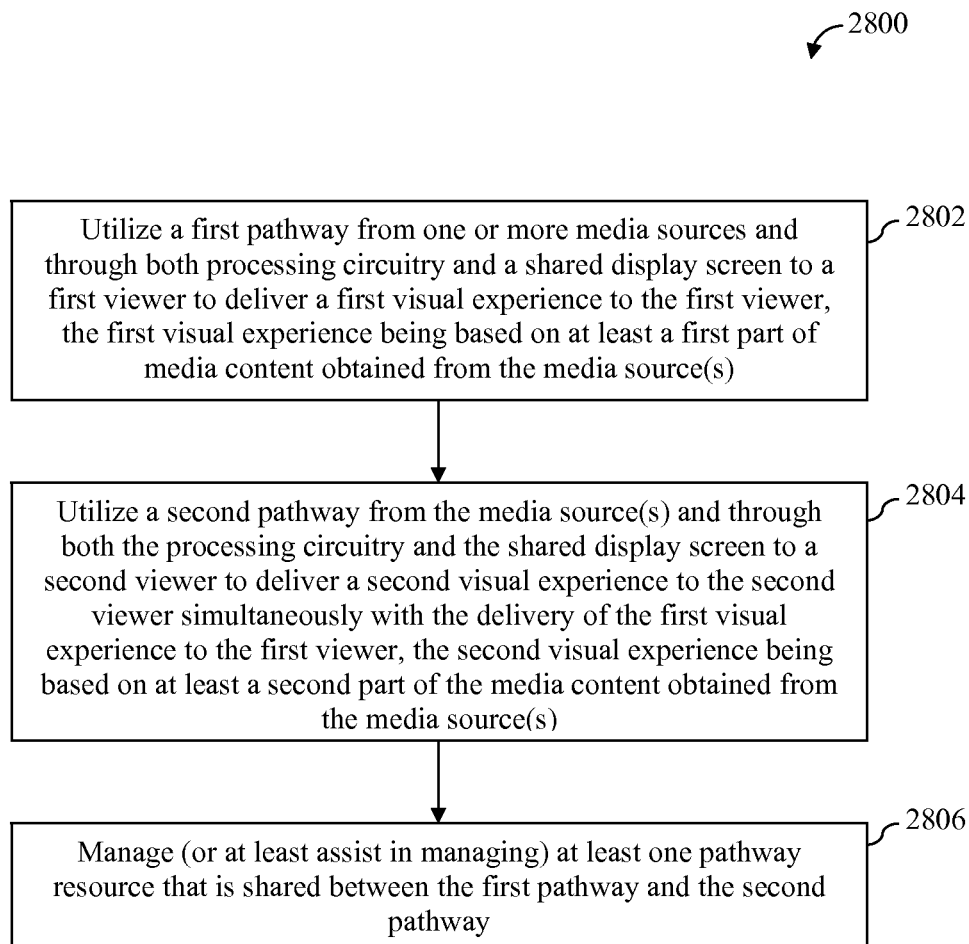 2800
2802
Utilize a first pathway from one or more media sources and
through both processing circuitry and a shared display screen to a
first viewer to deliver a first visual experience to the first viewer,
the first visual experience being based on at least a first part of
media content obtained from the media source(s)
2804
Utilize a second pathway from the media source(s) and through
both the processing circuitry and the shared display screen to a
second viewer to deliver a second visual experience to the second
viewer simultaneously with the delivery of the first visual
experience to the first viewer, the second visual experience being
based on at least a second part of the media content obtained from
the media source(s)
2806
Manage (or at least assist in managing) at least one pathway
resource that is shared between the first pathway and the second
pathway